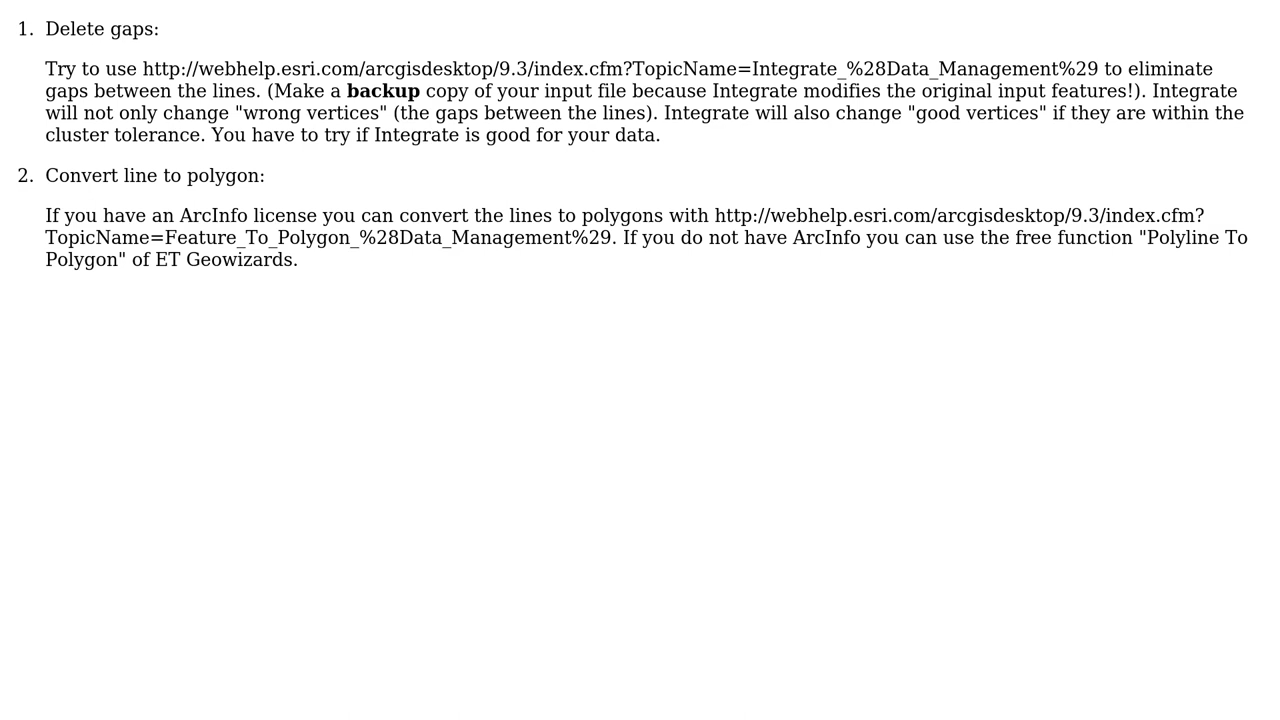 1. Delete gaps:
Try to use http://webhelp.esri.com/arcgisdesktop/9.3/index.cfm?TopicName=Integrate_%28Data_Management%29 to eliminate
gaps between the lines. (Make a backup copy of your input file because Integrate modifies the original input features!). Integrate
will not only change "wrong vertices" (the gaps between the lines). Integrate will also change "good vertices" if they are within the
cluster tolerance. You have to try if Integrate is good for your data.
2. Convert line to polygon:
If you have an ArcInfo license you can convert the lines to polygons with http://webhelp.esri.com/arcgisdesktop/9.3/index.cfm?
TopicName=Feature_To_Polygon_%28Data_Management%29. If you do not have ArcInfo you can use the free function "Polyline To
Polygon" of ET Geowizards.